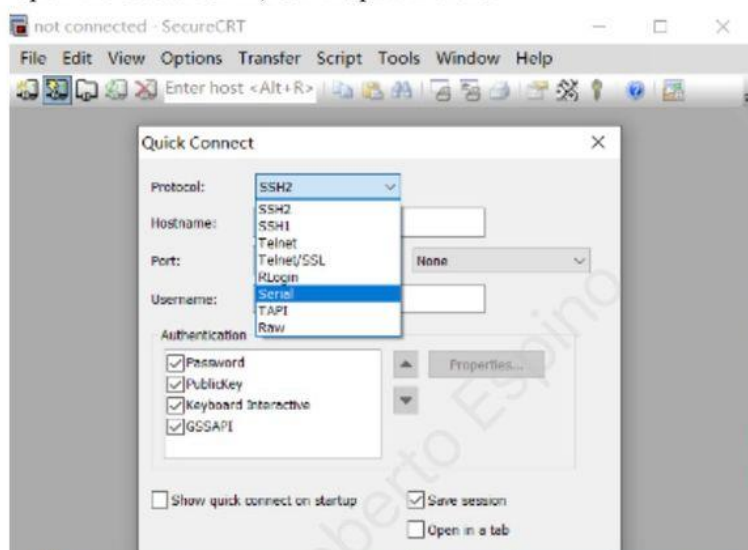 not connected - SecureCRT
File Edit View Options Transfer Script Tools Window Help
Enter host <Alt+R>
Quick Connect
Protocol: SSH2
SSH2
Hostname:
SSH1
Telnet
Port: Telnet/SSL None
RLogin
Username: Serial
TAPI
Raw
Authentication
Password Properties...
PublicKey
Keyboard Interactive
GSSAPI
Show quick connect on startup Save session
Open in a tab
berto Espino